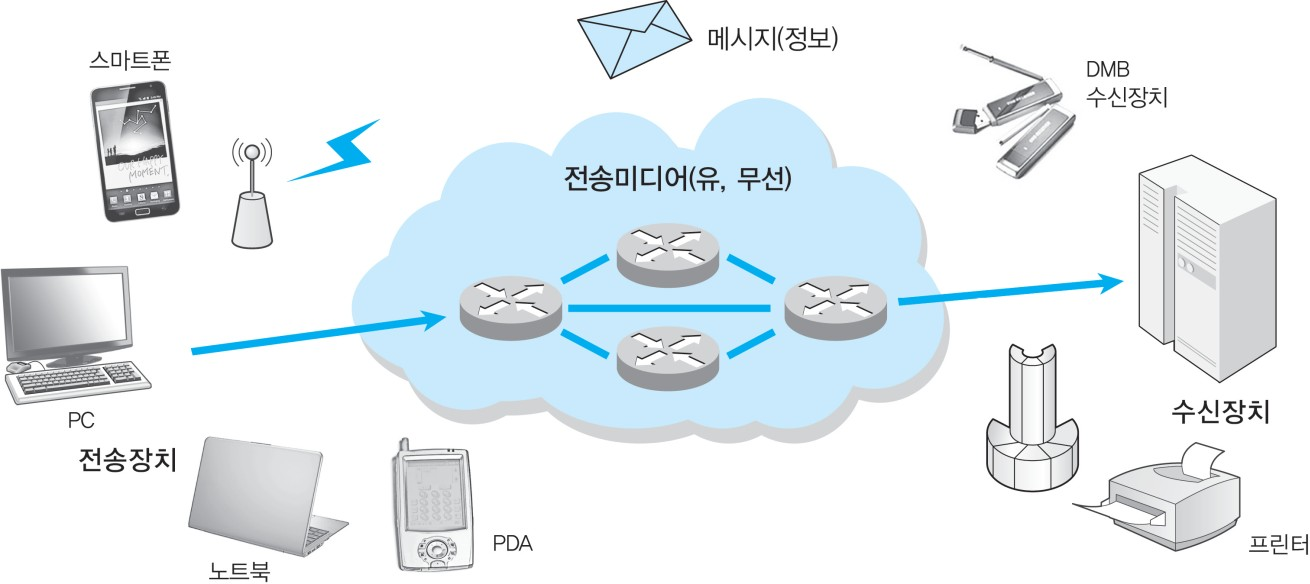 메시지(정보)
스마트폰
DMB
수신장치
전송미디어(유, 무선)
PC
전송장치
수신장치
노트북
PDA
프린터